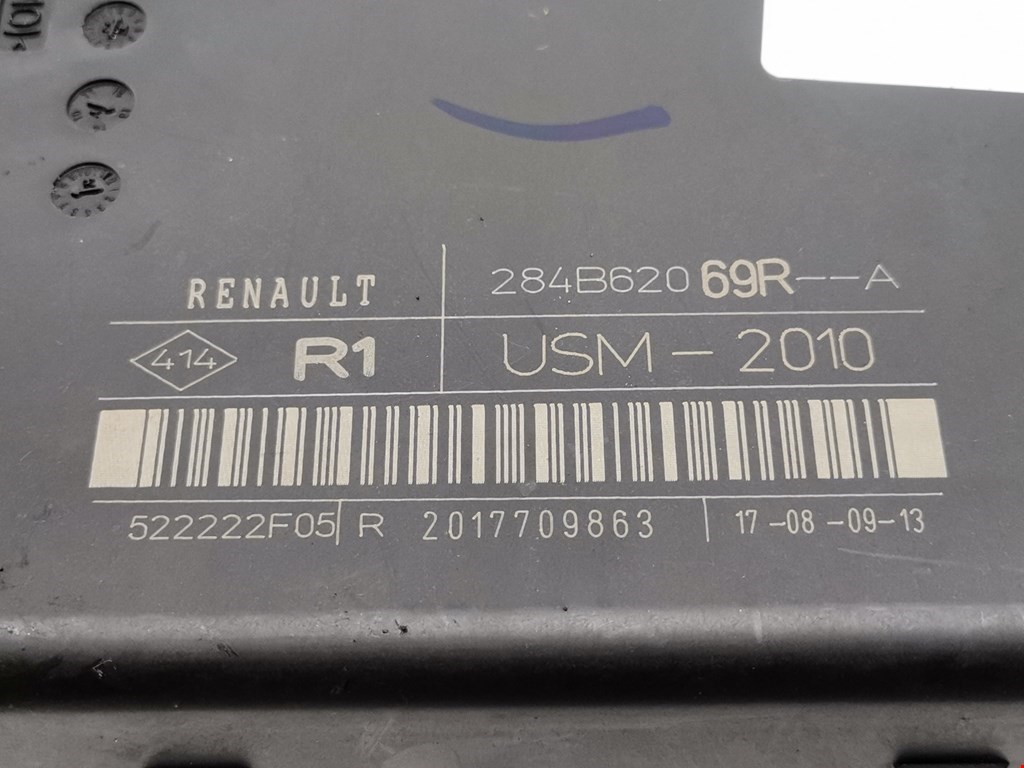 RENAULT
284B620 69R--A
414
R1
USM - 2010
522222F05
R 2017709863
17-08-09-13